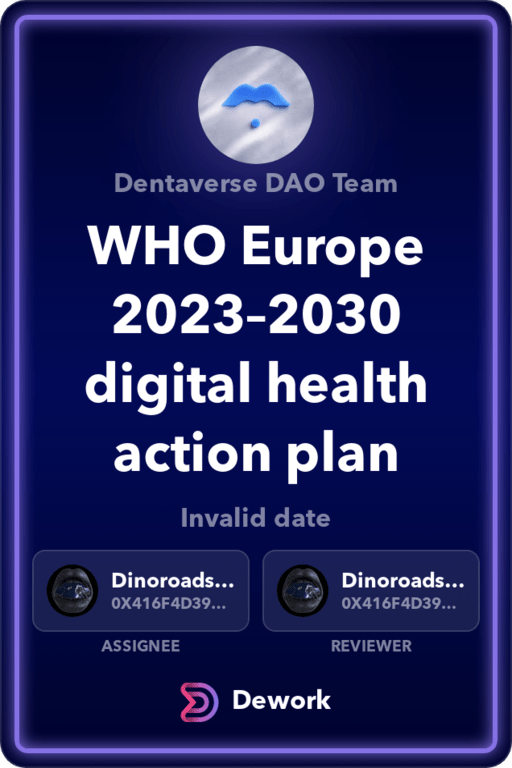 Dentaverse DAO Team
WHO Europe
2023–2030
digital health
action plan
Invalid date
Dinoroads...
0X416F4D39...
ASSIGNEE
Dinoroads...
0X416F4D39...
REVIEWER
Dework